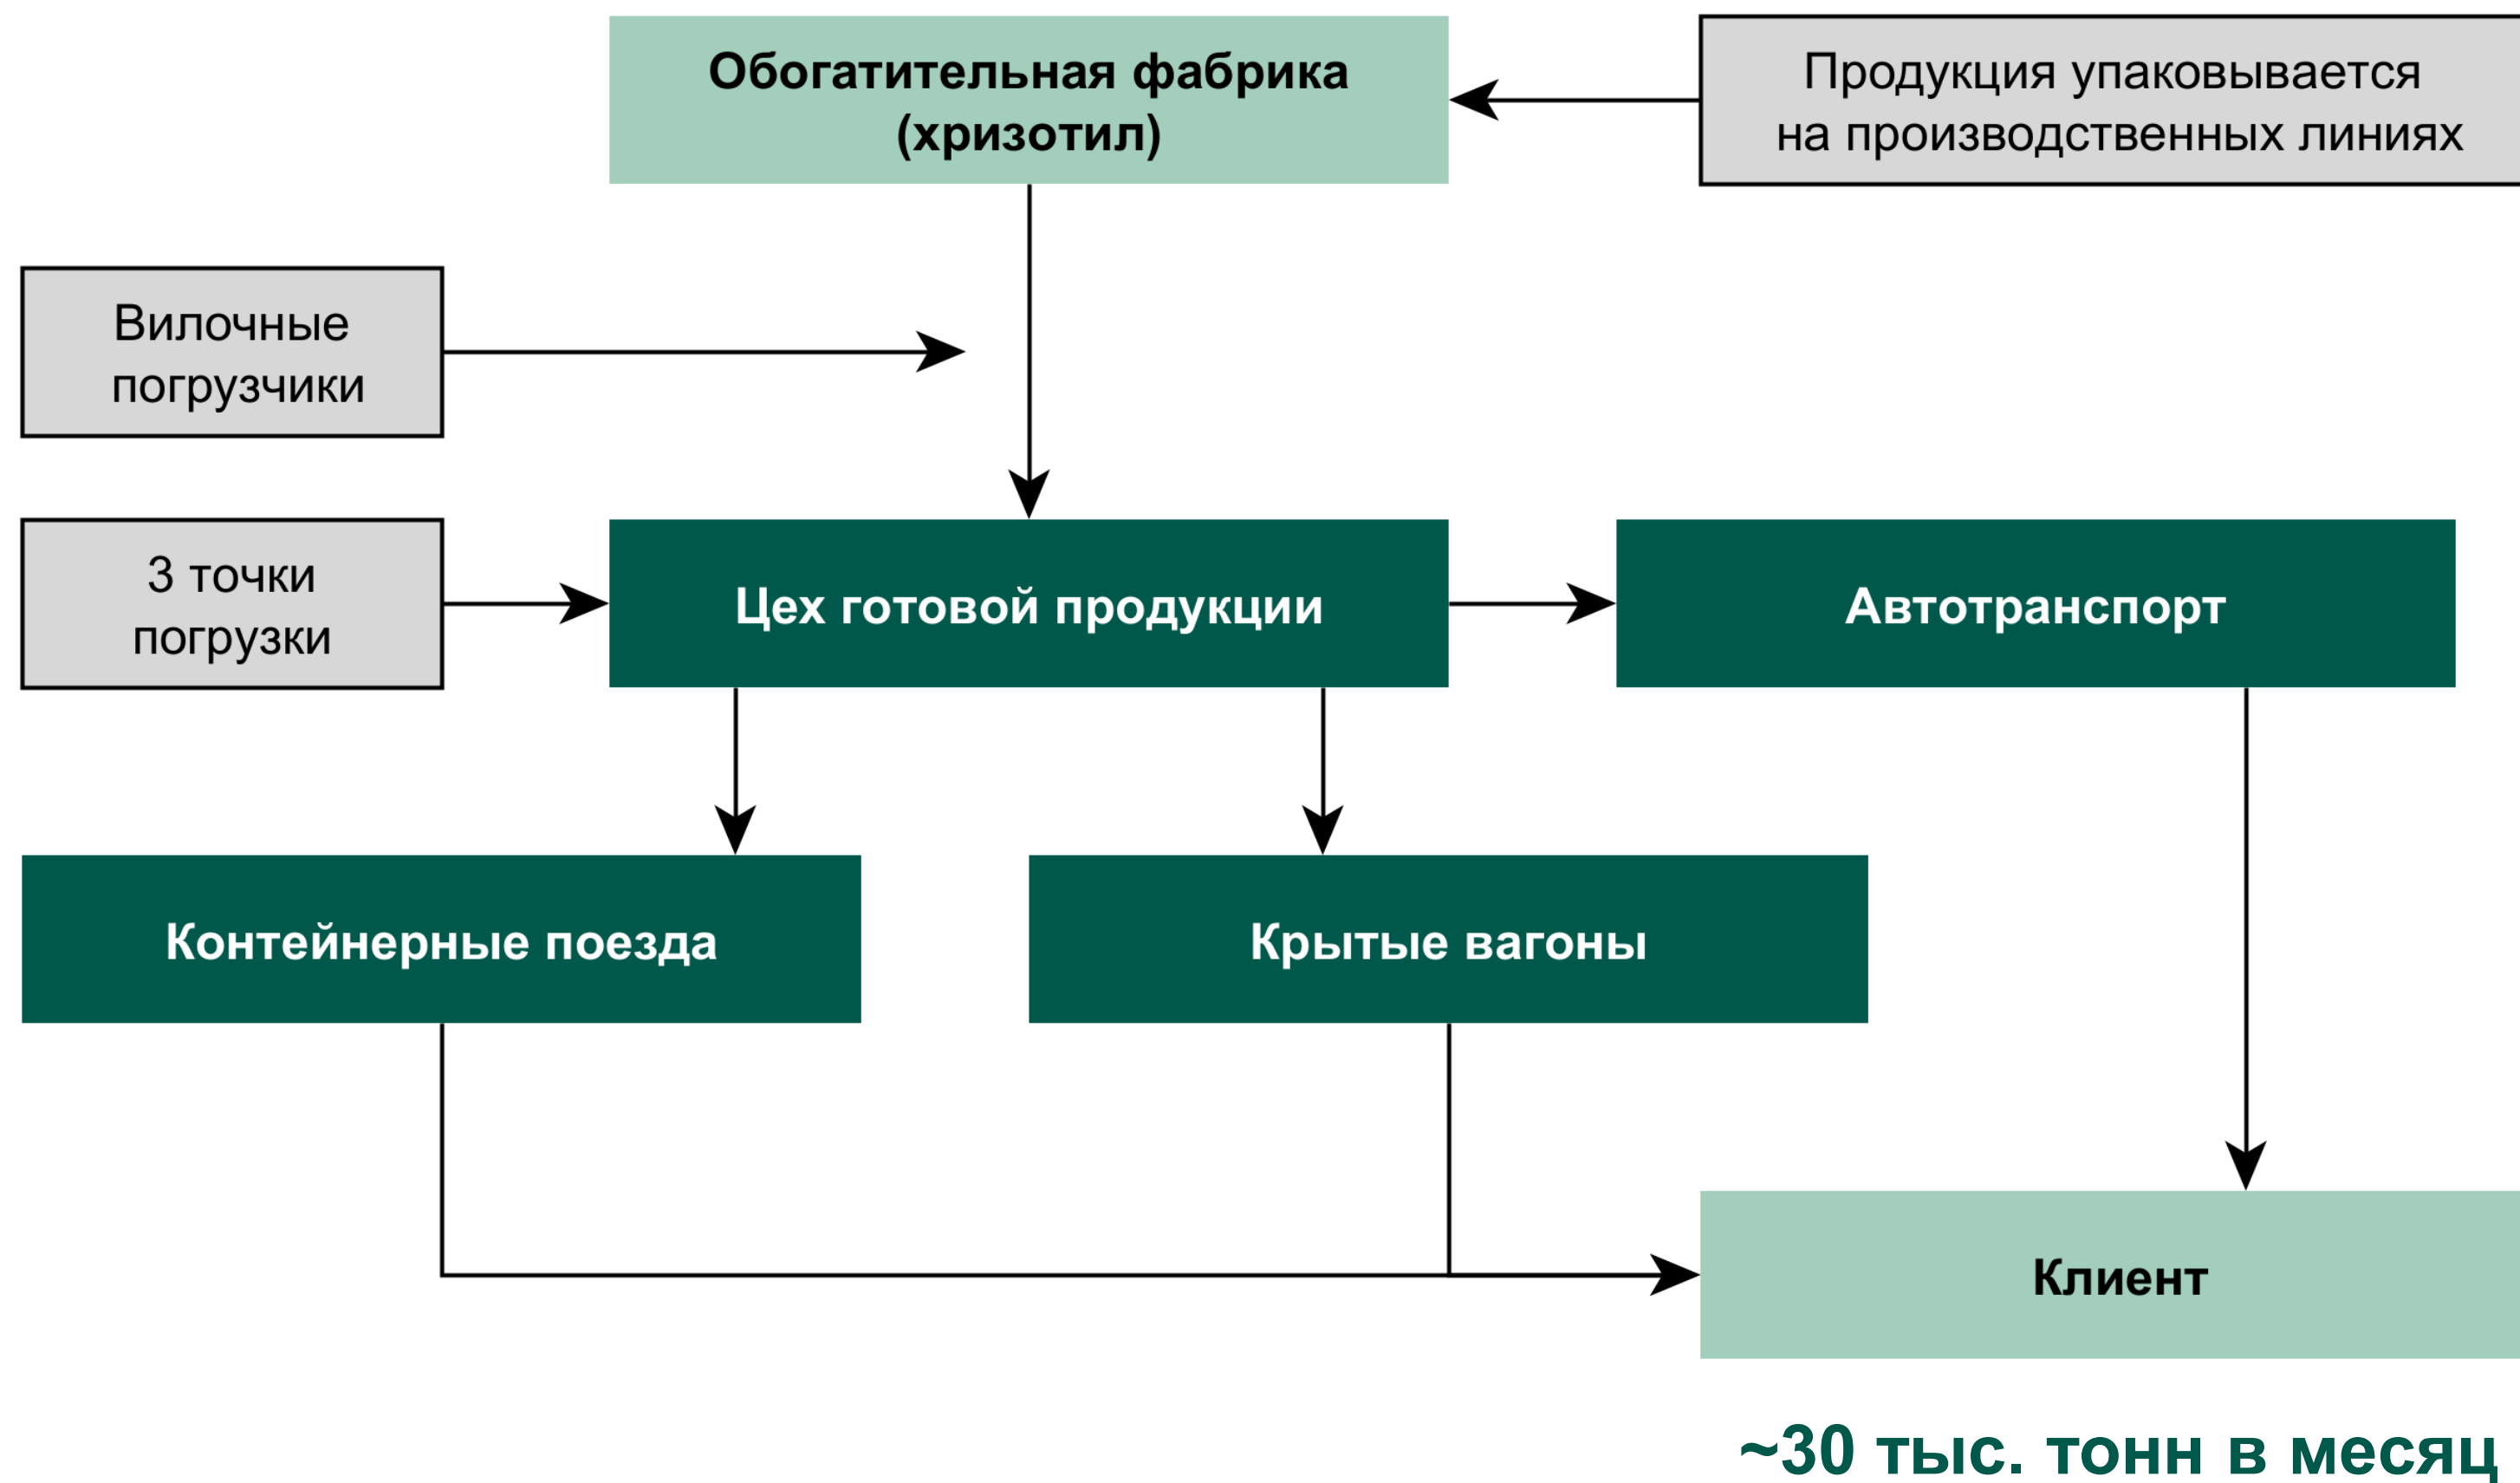 Обогатительная фабрика
(хризотил)
Продукция упаковывается
на производственных линиях
Вилочные
погрузчики
3 точки
погрузки
Цех готовой продукции
Автотранспорт
Контейнерные поезда
Крытые вагоны
Клиент
~30 тыс. тонн в месяц